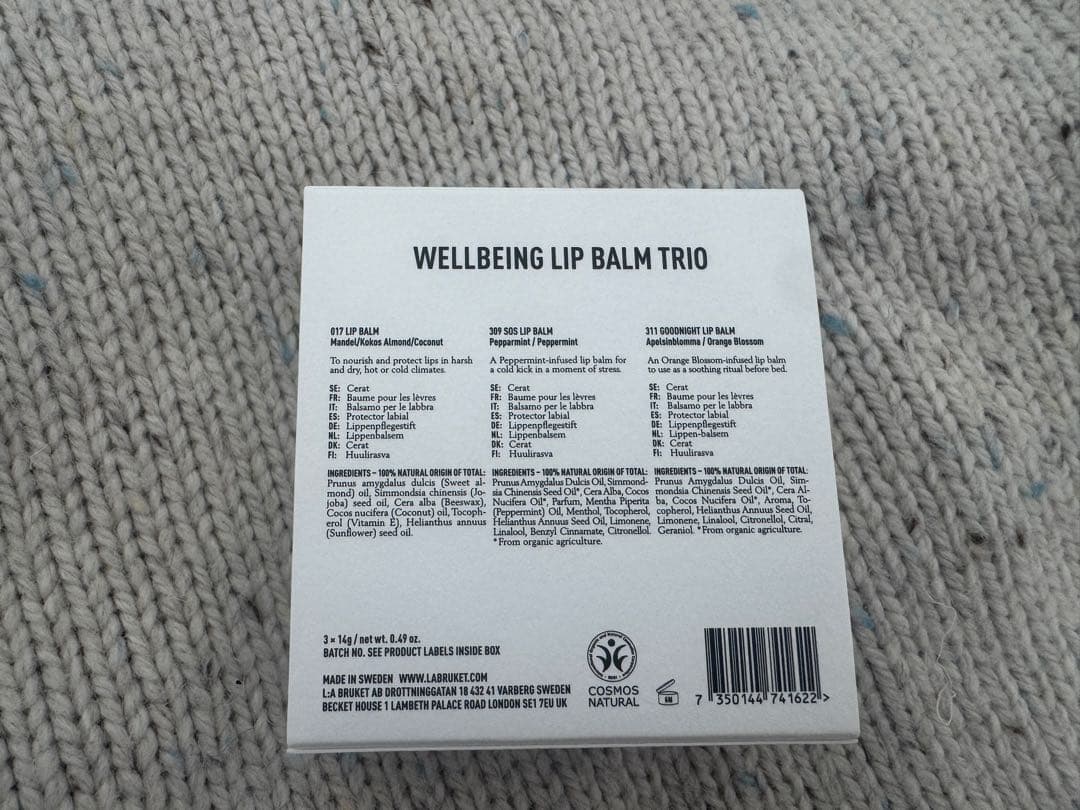 WELLBEING LIP BALM TRIO
017 LIP BALM
Mandel/Kokos Almond/Coconut
To nourish and protect lips in harsh
and dry, hot or cold climates.
SE: Cerat
FR: Baume pour les lèvres
IT: Balsamo per le labbra
ES: Protector labial
DE: Lippenpflegestift
NL: Lippenbalsem
DK: Cerat
FI: Huulirasva
INGREDIENTS – 100% NATURAL ORIGIN OF TOTAL:
Prunus amygdalus dulcis (Sweet al-
mond) oil, Simmondsia chinensis (Jo-
joba) seed oil, Cera alba (Beeswax),
Cocos nucifera (Coconut) oil, Tocoph-
erol (Vitamin E), Helianthus annuus
(Sunflower) seed oil.
309 SOS LIP BALM
Pepparmint / Peppermint
A Peppermint-infused lip balm for
a cold kick in a moment of stress.
SE: Cerat
FR: Baume pour les lèvres
IT: Balsamo per le labbra
ES: Protector labial
DE: Lippenpflegestift
NL: Lippenbalsem
DK: Cerat
FI: Huulirasva
INGREDIENTS – 100% NATURAL ORIGIN OF TOTAL:
Prunus Amygdalus Dulcis Oil, Simmond-
sia Chinensis Seed Oil*, Cera Alba, Cocos
Nucifera Oil*, Parfum, Mentha Piperita
(Peppermint) Oil, Menthol, Tocopherol,
Helianthus Annuus Seed Oil, Limonene,
Linalool, Benzyl Cinnamate, Citronellol.
*From organic agriculture.
311 GOODNIGHT LIP BALM
Apelsinblomma / Orange Blossom
An Orange Blossom-infused lip balm
to use as a soothing ritual before bed.
SE: Cerat
FR: Baume pour les lèvres
IT: Balsamo per le labbra
ES: Protector labial
DE: Lippenpflegestift
NL: Lippen-balsem
DK: Cerat
FI: Huulirasva
INGREDIENTS – 100% NATURAL ORIGIN OF TOTAL:
Prunus Amygdalus Dulcis Oil, Sim-
mondsia Chinensis Seed Oil*, Cera Al-
ba, Cocos Nucifera Oil*, Aroma, To-
copherol, Helianthus Annuus Seed Oil,
Limonene, Linalool, Citronellol, Citral,
Geraniol. *From organic agriculture.
3 × 14g / net wt. 0.49 oz.
BATCH NO. SEE PRODUCT LABELS INSIDE BOX
MADE IN SWEDEN WWW.LABRUKET.COM
L:A BRUKET AB DROTTNINGGATAN 18 432 41 VARBERG SWEDEN
BECKET HOUSE 1 LAMBETH PALACE ROAD LONDON SE1 7EU UK
COSMOS
NATURAL
6M
7 350144 741622 >